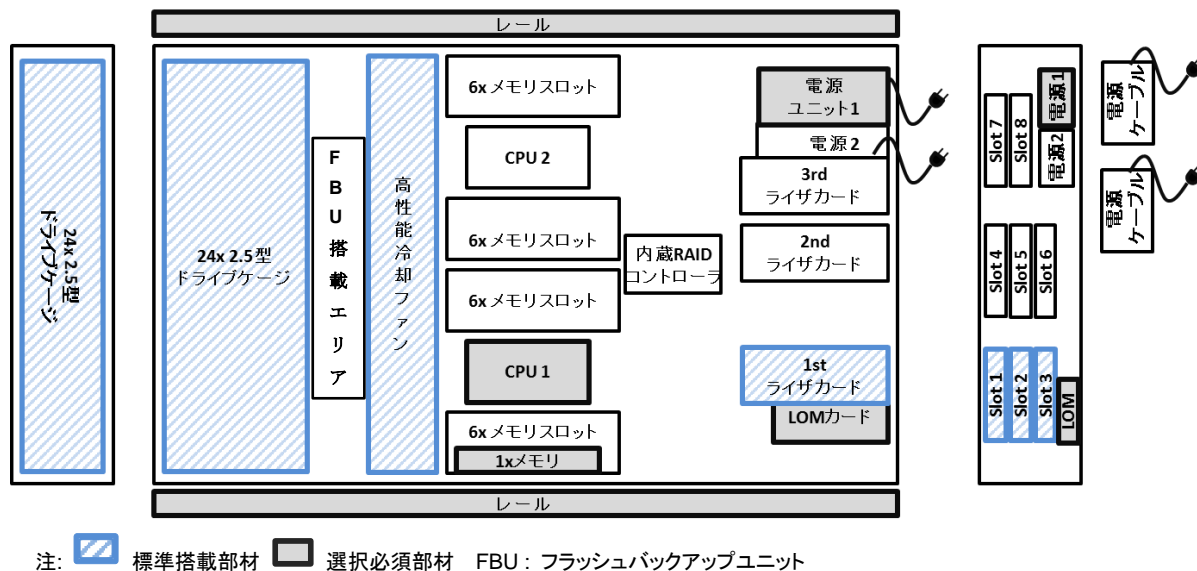 レール
24x 2.5型
ドライブケージ
24x 2.5型
ドライブケージ
FBU搭載エリア
高性能冷却ファン
6x メモリスロット
CPU 2
6x メモリスロット
6x メモリスロット
CPU 1
6x メモリスロット
1xメモリ
内蔵RAID
コントローラ
電源
ユニット1
電源2
3rd
ライザカード
2nd
ライザカード
1st
ライザカード
LOMカード
レール
Slot 7
Slot 8
電源1
電源2
Slot 4
Slot 5
Slot 6
Slot 1
Slot 2
Slot 3
LOM
電源
ケーブル
電源
ケーブル
注: 標準搭載部材 選択必須部材 FBU : フラッシュバックアップユニット